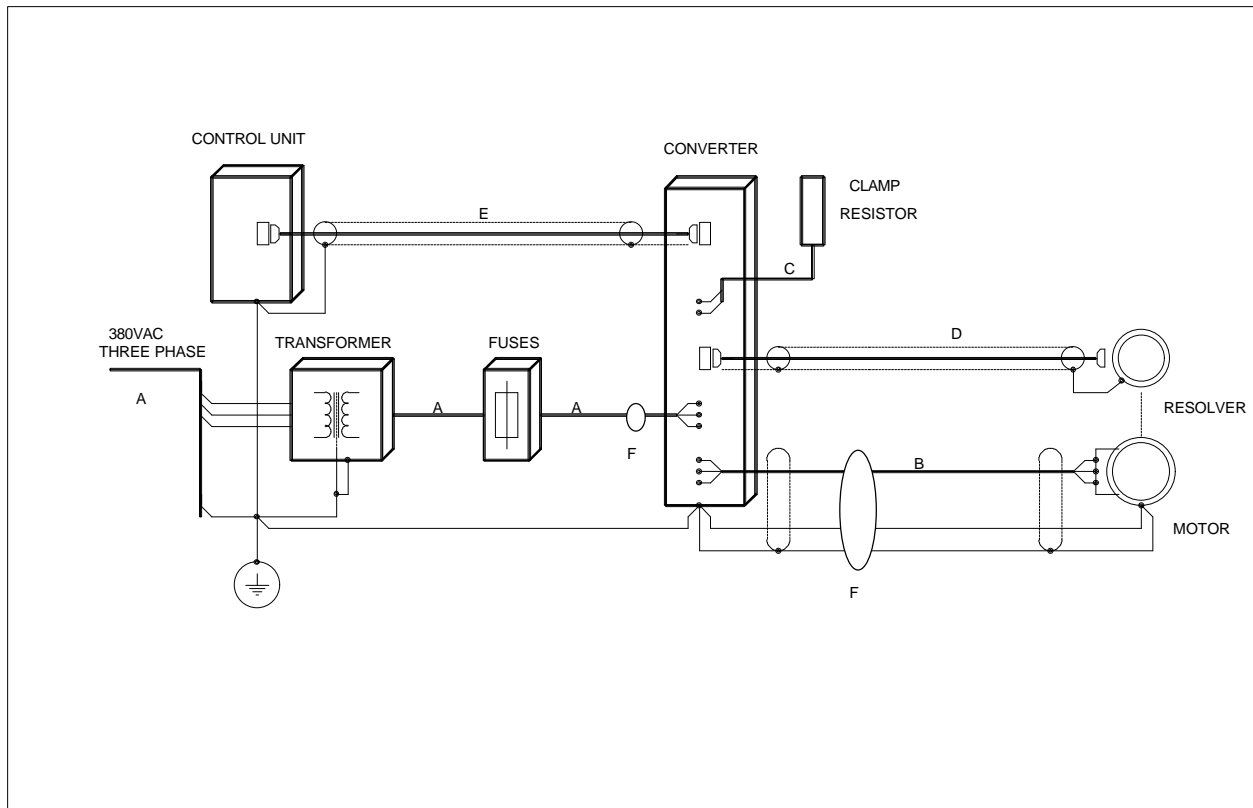 CONTROL UNIT
CONVERTER
CLAMP
RESISTOR
E
C
380VAC
THREE PHASE
TRANSFORMER
FUSES
D
A
A
A
RESOLVER
F
B
MOTOR
F